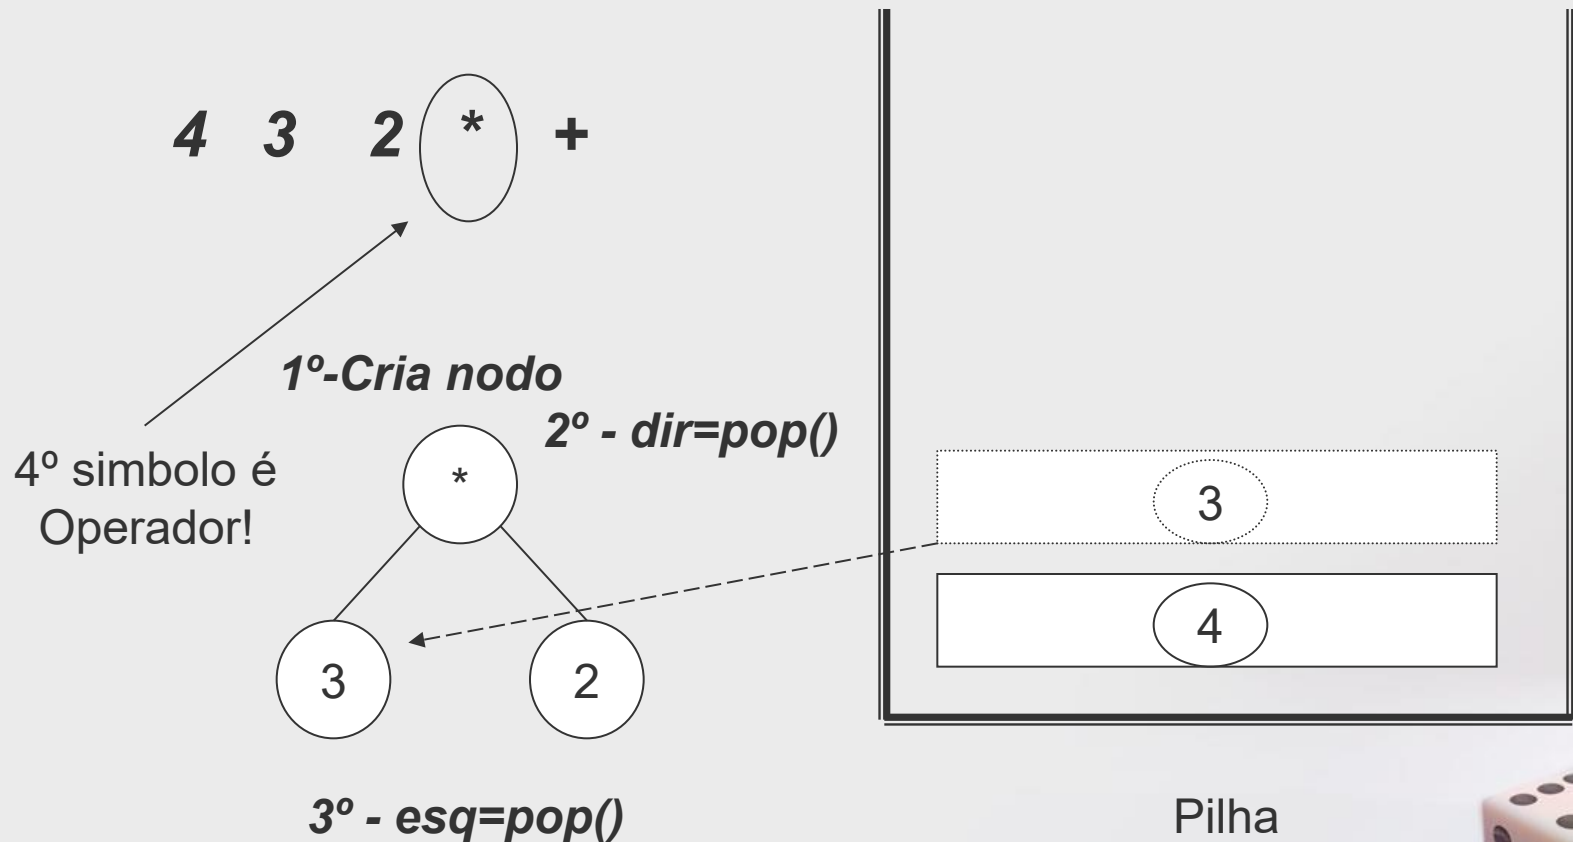 4 3 2 * +
1º-Cria nodo
2º - dir=pop()
4º simbolo é
Operador!
*
3 2
3º - esq=pop()
3
4
Pilha